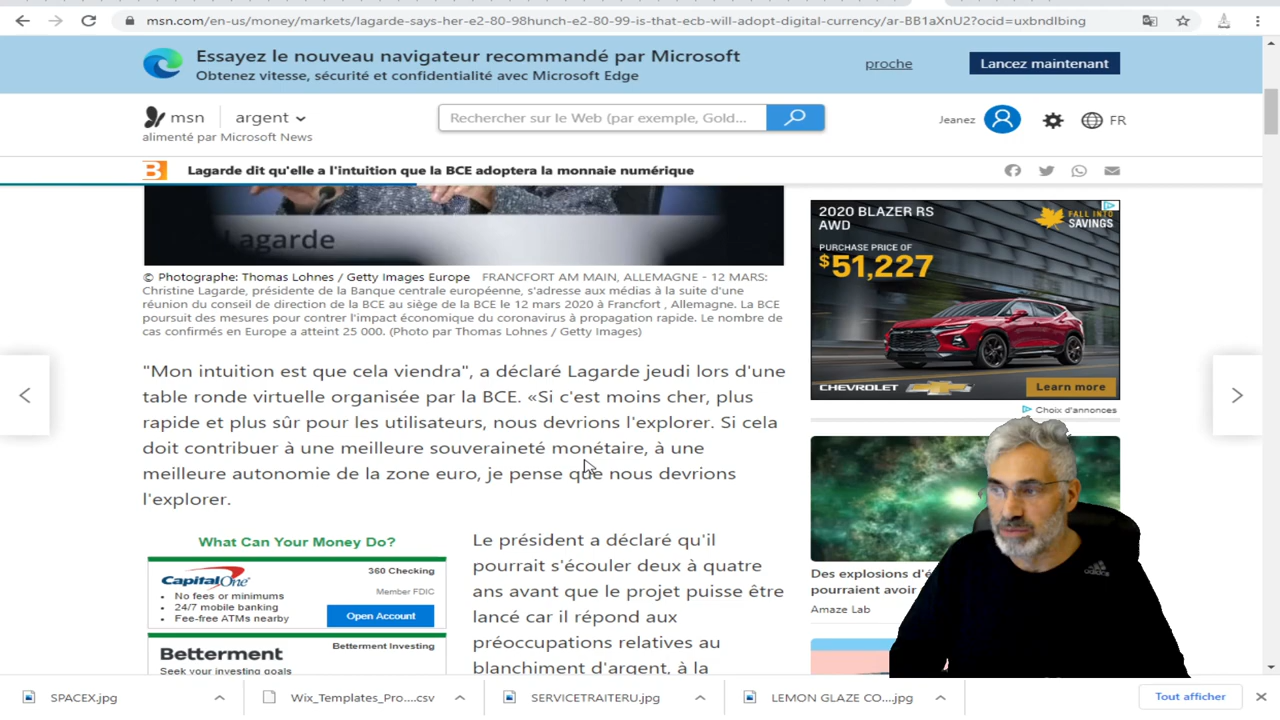 msn.com/en-us/money/markets/lagarde-says-her-e2-80-98hunch-e2-80-99-is-that-ecb-will-adopt-digital-currency/ar-BB1aXnU2?ocid=uxbndlbing
Essayez le nouveau navigateur recommandé par Microsoft
Obtenez vitesse, sécurité et confidentialité avec Microsoft Edge
proche
Lancez maintenant
msn
argent
alimenté par Microsoft News
Rechercher sur le Web (par exemple, Gold...
Jeanez
FR
B
Lagarde dit qu'elle a l'intuition que la BCE adoptera la monnaie numérique
Lagarde
© Photographe: Thomas Lohnes / Getty Images Europe FRANCFORT AM MAIN, ALLEMAGNE - 12 MARS:
Christine Lagarde, présidente de la Banque centrale européenne, s'adresse aux médias à la suite d'une
réunion du conseil de direction de la BCE au siège de la BCE le 12 mars 2020 à Francfort , Allemagne. La BCE
poursuit des mesures pour contrer l'impact économique du coronavirus à propagation rapide. Le nombre de
cas confirmés en Europe a atteint 25 000. (Photo par Thomas Lohnes / Getty Images)
"Mon intuition est que cela viendra", a déclaré Lagarde jeudi lors d'une
table ronde virtuelle organisée par la BCE. «Si c'est moins cher, plus
rapide et plus sûr pour les utilisateurs, nous devrions l'explorer. Si cela
doit contribuer à une meilleure souveraineté monétaire, à une
meilleure autonomie de la zone euro, je pense que nous devrions
l'explorer.
What Can Your Money Do?
Capital One
360 Checking
Member FDIC
No fees or minimums
24/7 mobile banking
Fee-free ATMs nearby
Open Account
Betterment
Betterment Investing
Seek your investing goals
Le président a déclaré qu'il
pourrait s'écouler deux à quatre
ans avant que le projet puisse être
lancé car il répond aux
préoccupations relatives au
blanchiment d'argent, à la
2020 BLAZER RS
AWD
PURCHASE PRICE OF
$51,227
FALL INTO
SAVINGS
CHEVROLET
Learn more
Choix d'annonces
Des explosions
pourraient avoir
Amaze Lab
adidas
SPACEX.jpg
Wix_Templates_Pro....csv
SERVICETRAITERU.jpg
LEMON GLAZE CO....jpg
Tout afficher